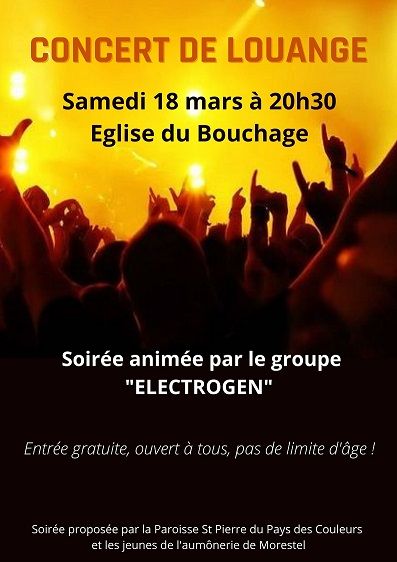 CONCERT DE LOUANGE
Samedi 18 mars à 20h30
Eglise du Bouchage
Soirée animée par le groupe
"ELECTROGEN"
Entrée gratuite, ouvert à tous, pas de limite d'âge !
Soirée proposée par la Paroisse St Pierre du Pays des Couleurs
et les jeunes de l'aumônerie de Morestel